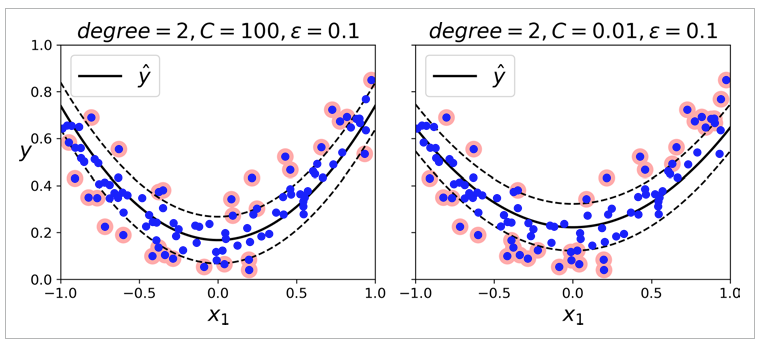 degree = 2, C = 100, ε = 0.1
degree = 2, C = 0.01, ε = 0.1
1.0
0.8
0.6
0.4
0.2
0.0
y
ŷ
ŷ
−1.0 −0.5 0.0 0.5 1.0
−1.0 −0.5 0.0 0.5 1.0
x₁
x₁